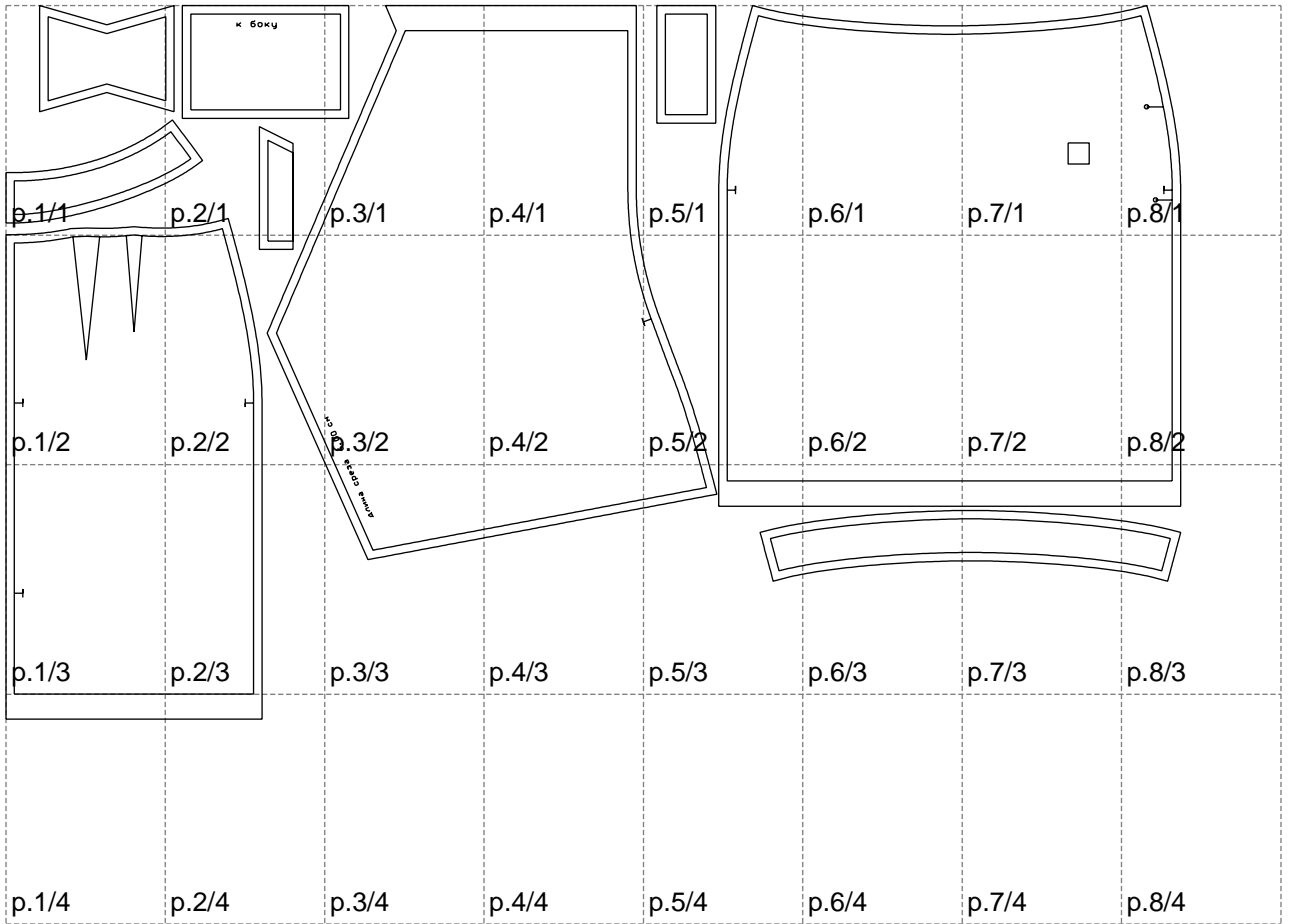 к боку
p.1/1 p.2/1 p.3/1 p.4/1 p.5/1 p.6/1 p.7/1 p.8/1
p.1/2 p.2/2 p.3/2 p.4/2 p.5/2 p.6/2 p.7/2 p.8/2
длина среза см
p.1/3 p.2/3 p.3/3 p.4/3 p.5/3 p.6/3 p.7/3 p.8/3
p.1/4 p.2/4 p.3/4 p.4/4 p.5/4 p.6/4 p.7/4 p.8/4